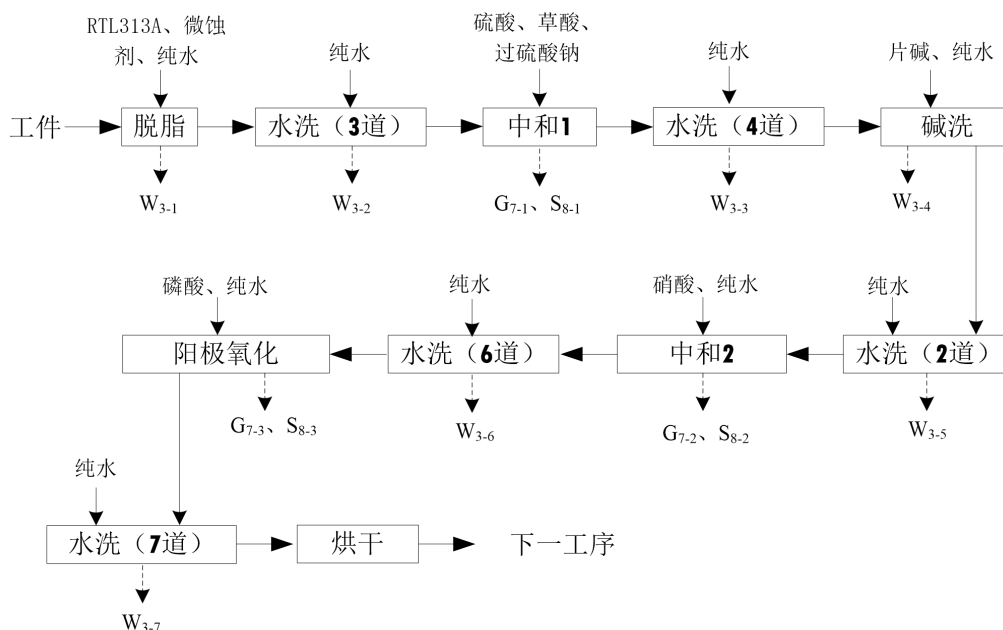 RTL313A、微蚀
剂、纯水
纯水
硫酸、草酸、
过硫酸钠
纯水
片碱、纯水
工件
脱脂
水洗（3道）
中和1
水洗（4道）
碱洗
W3-1
W3-2
G7-1、S8-1
W3-3
W3-4
磷酸、纯水
纯水
硝酸、纯水
纯水
阳极氧化
水洗（6道）
中和2
水洗（2道）
G7-3、S8-3
W3-6
G7-2、S8-2
W3-5
纯水
水洗（7道）
烘干
下一工序
W3-7